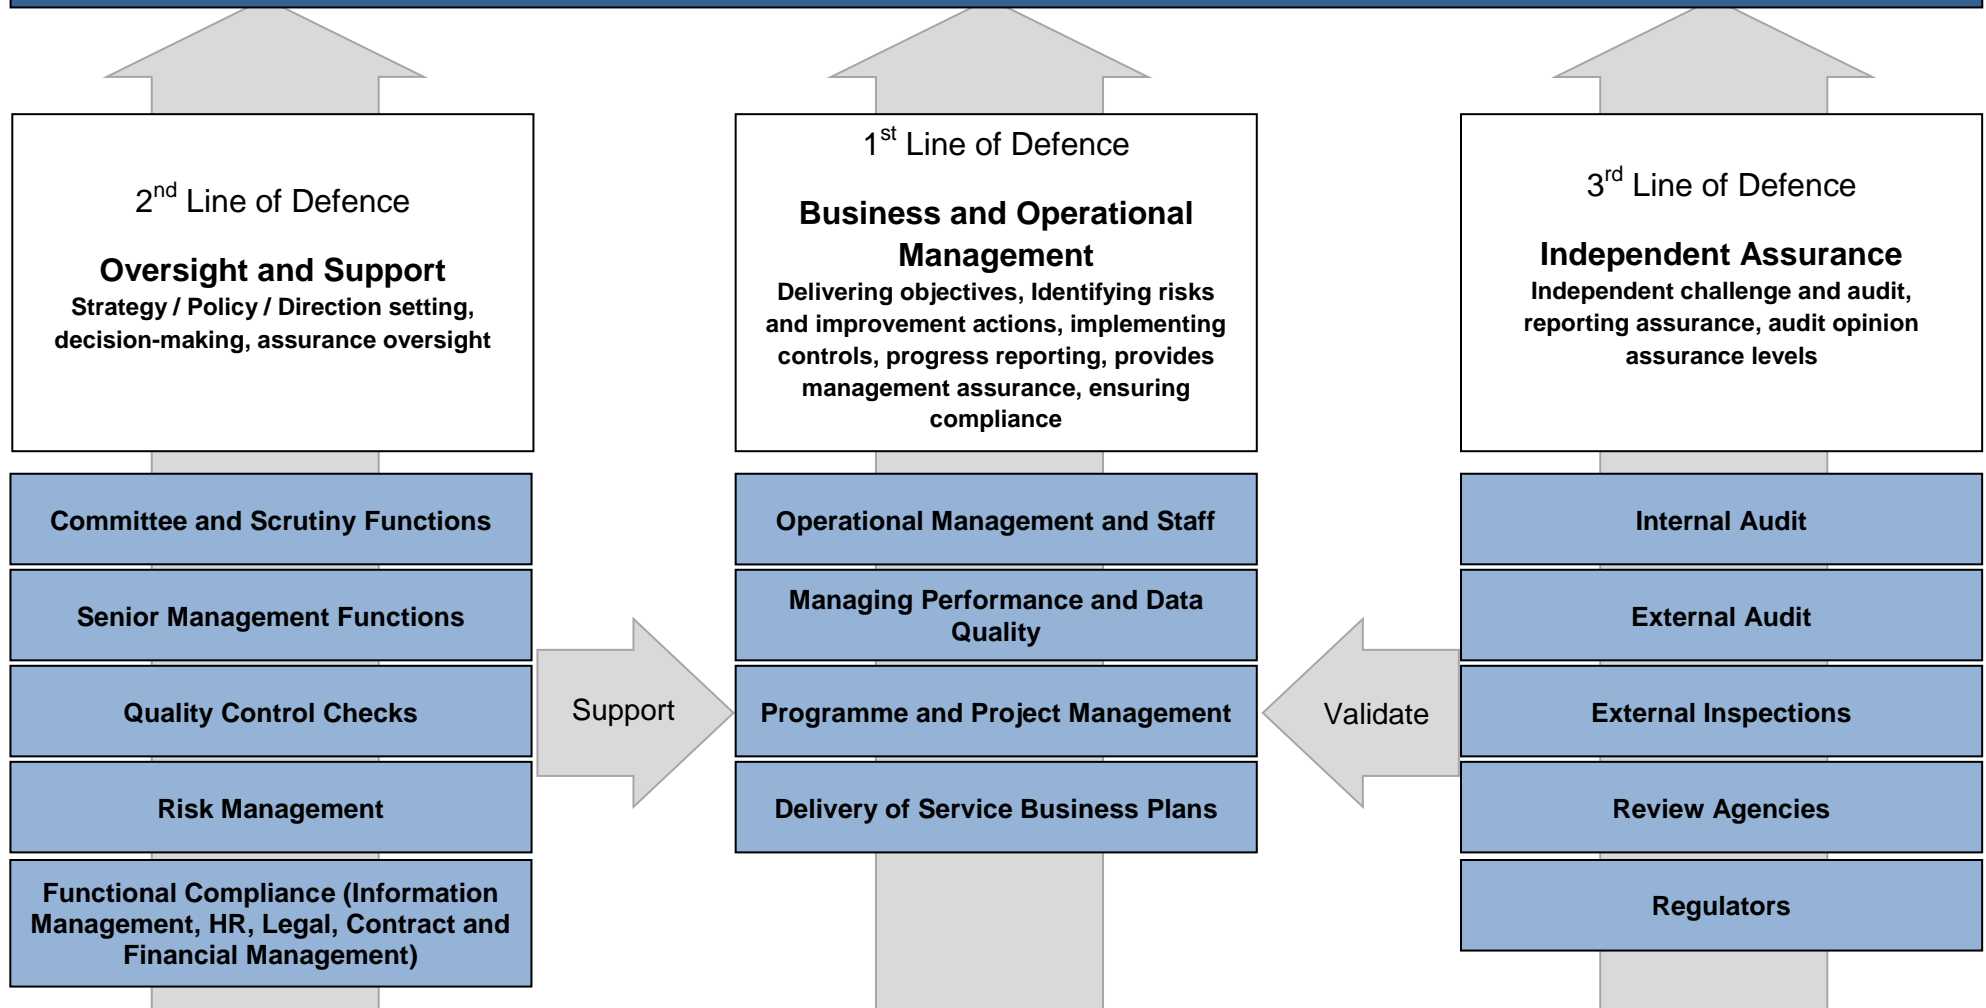 2nd Line of Defence
Oversight and Support
Strategy / Policy / Direction setting,
decision-making, assurance oversight
Committee and Scrutiny Functions
Senior Management Functions
Quality Control Checks
Risk Management
Functional Compliance (Information
Management, HR, Legal, Contract and
Financial Management)
Support
1st Line of Defence
Business and Operational
Management
Delivering objectives, Identifying risks
and improvement actions, implementing
controls, progress reporting, provides
management assurance, ensuring
compliance
Operational Management and Staff
Managing Performance and Data
Quality
Programme and Project Management
Delivery of Service Business Plans
Validate
3rd Line of Defence
Independent Assurance
Independent challenge and audit,
reporting assurance, audit opinion
assurance levels
Internal Audit
External Audit
External Inspections
Review Agencies
Regulators